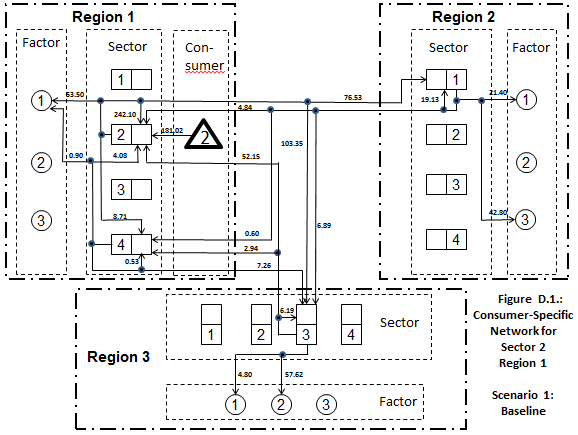 Region 1
Region 2
Factor
Sector
Con-
sumer
Sector
Factor
1
1
1
1
63.50
76.53
21.40
4.84
19.13
242.10
2
181.02
2
2
103.35
52.15
0.90
4.08
2
2
3
3
3
8.71
6.89
42.80
3
0.60
4
2.94
4
0.53
7.26
Region 3
6.19
1
2
3
4
Sector
4.80
57.62
1
2
3
Factor
Figure D.1.:
Consumer-Specific
Network for
Sector 2
Region 1
Scenario 1:
Baseline